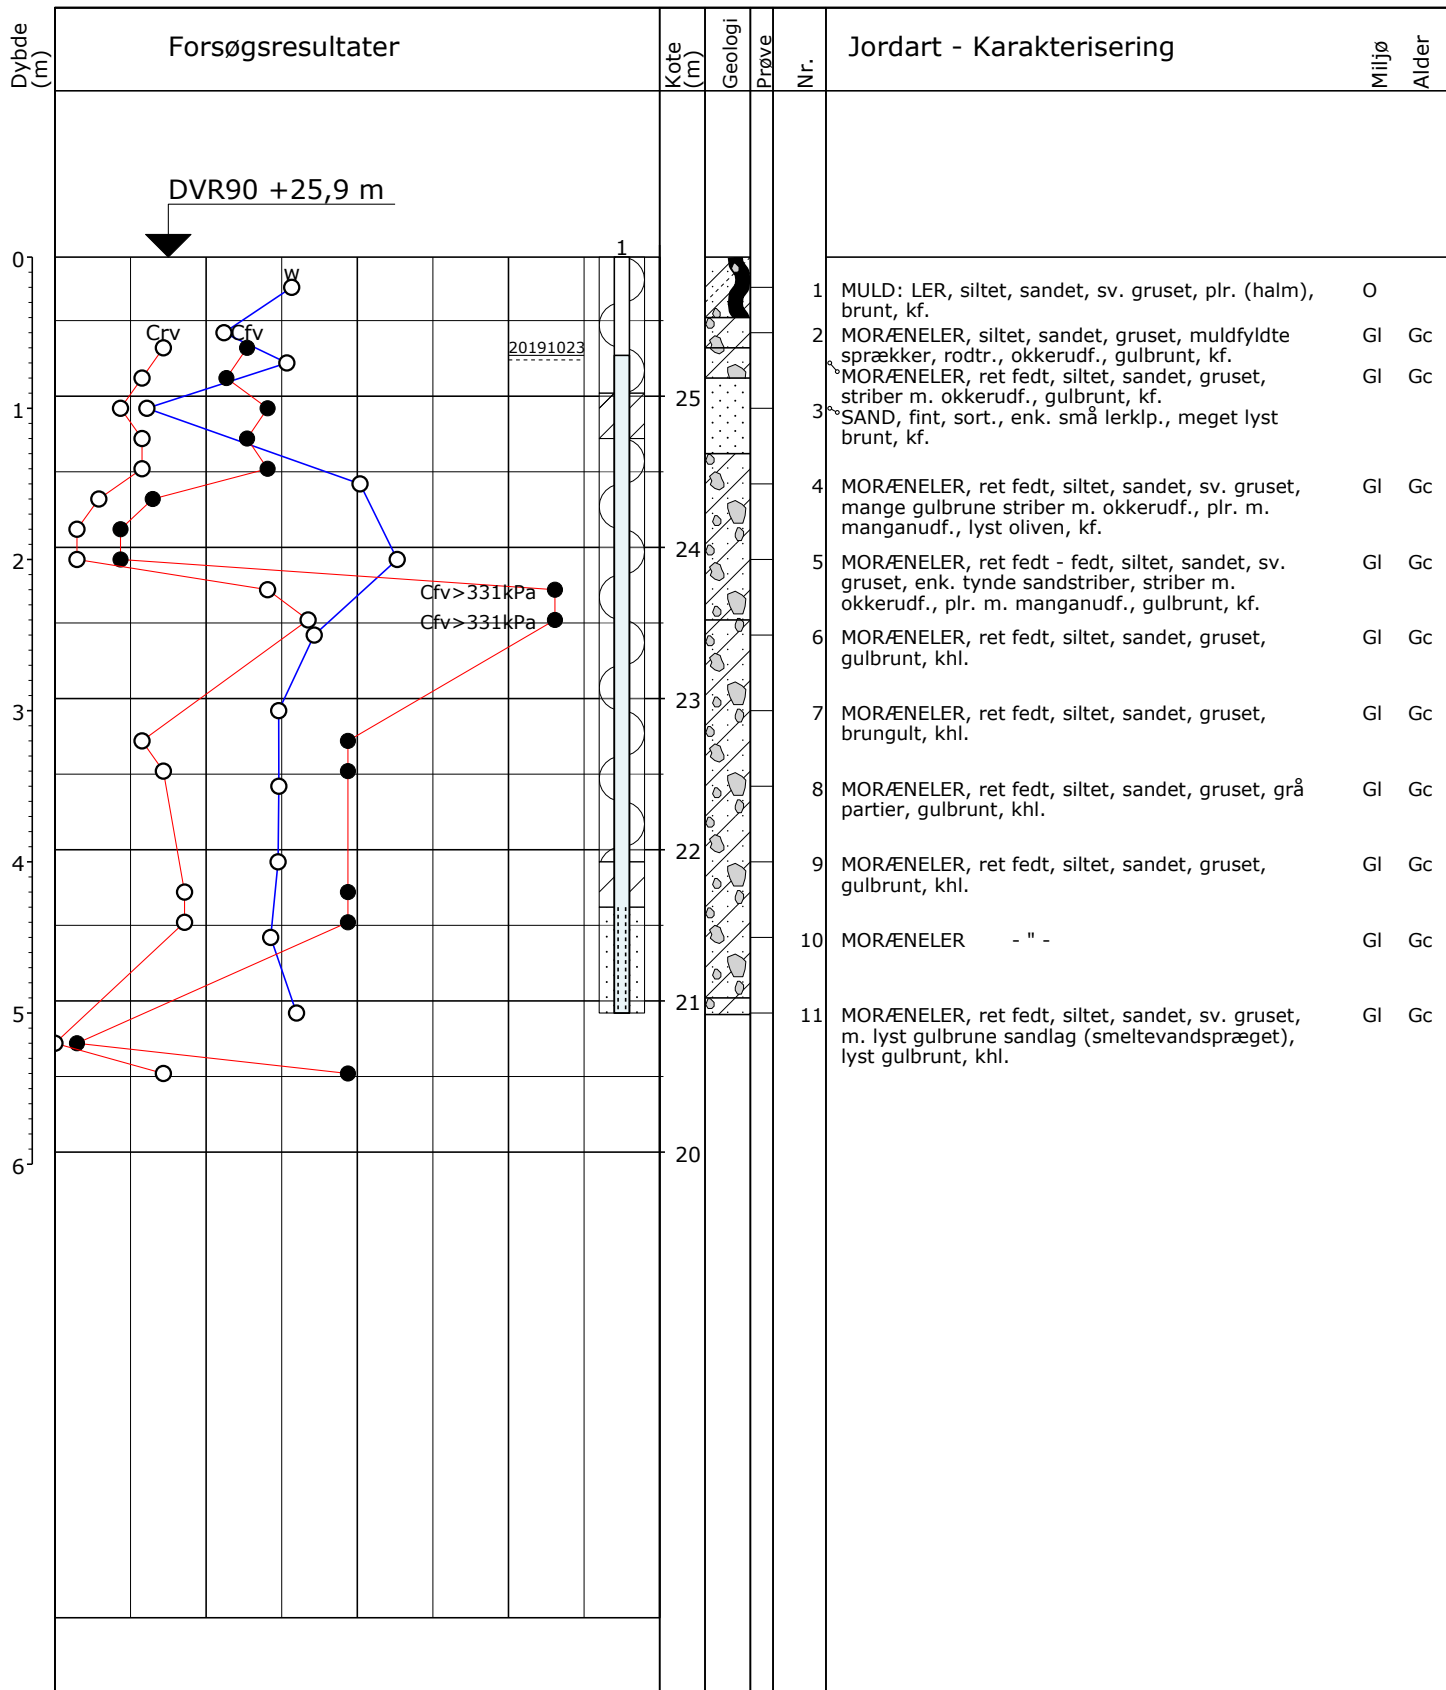 Dybde
(m)
Forsøgsresultater
Kote
(m)
Geologi
Prøve
Nr.
Jordart - Karakterisering
Miljø
Alder
DVR90 +25,9 m
0
1
2
3
4
5
6
w
Crv
Cfv
20191023
1
Cfv>331kPa
Cfv>331kPa
25
24
23
22
21
20
1 MULD: LER, siltet, sandet, sv. gruset, plr. (halm), O
brunt, kf.
2 MORÆNELER, siltet, sandet, gruset, muldfyldte Gl Gc
sprækker, rodtr., okkerudf., gulbrunt, kf.
MORÆNELER, ret fedt, siltet, sandet, gruset, Gl Gc
striber m. okkerudf., gulbrunt, kf.
3 SAND, fint, sort., enk. små lerklp., meget lyst
brunt, kf.
4 MORÆNELER, ret fedt, siltet, sandet, sv. gruset, Gl Gc
mange gulbrune striber m. okkerudf., plr. m.
manganudf., lyst oliven, kf.
5 MORÆNELER, ret fedt - fedt, siltet, sandet, sv. Gl Gc
gruset, enk. tynde sandstriber, striber m.
okkerudf., plr. m. manganudf., gulbrunt, kf.
6 MORÆNELER, ret fedt, siltet, sandet, gruset, Gl Gc
gulbrunt, khl.
7 MORÆNELER, ret fedt, siltet, sandet, gruset, Gl Gc
brungult, khl.
8 MORÆNELER, ret fedt, siltet, sandet, gruset, grå Gl Gc
partier, gulbrunt, khl.
9 MORÆNELER, ret fedt, siltet, sandet, gruset, Gl Gc
gulbrunt, khl.
10 MORÆNELER - " - Gl Gc
11 MORÆNELER, ret fedt, siltet, sandet, sv. gruset, Gl Gc
m. lyst gulbrune sandlag (smeltevandspræget),
lyst gulbrunt, khl.